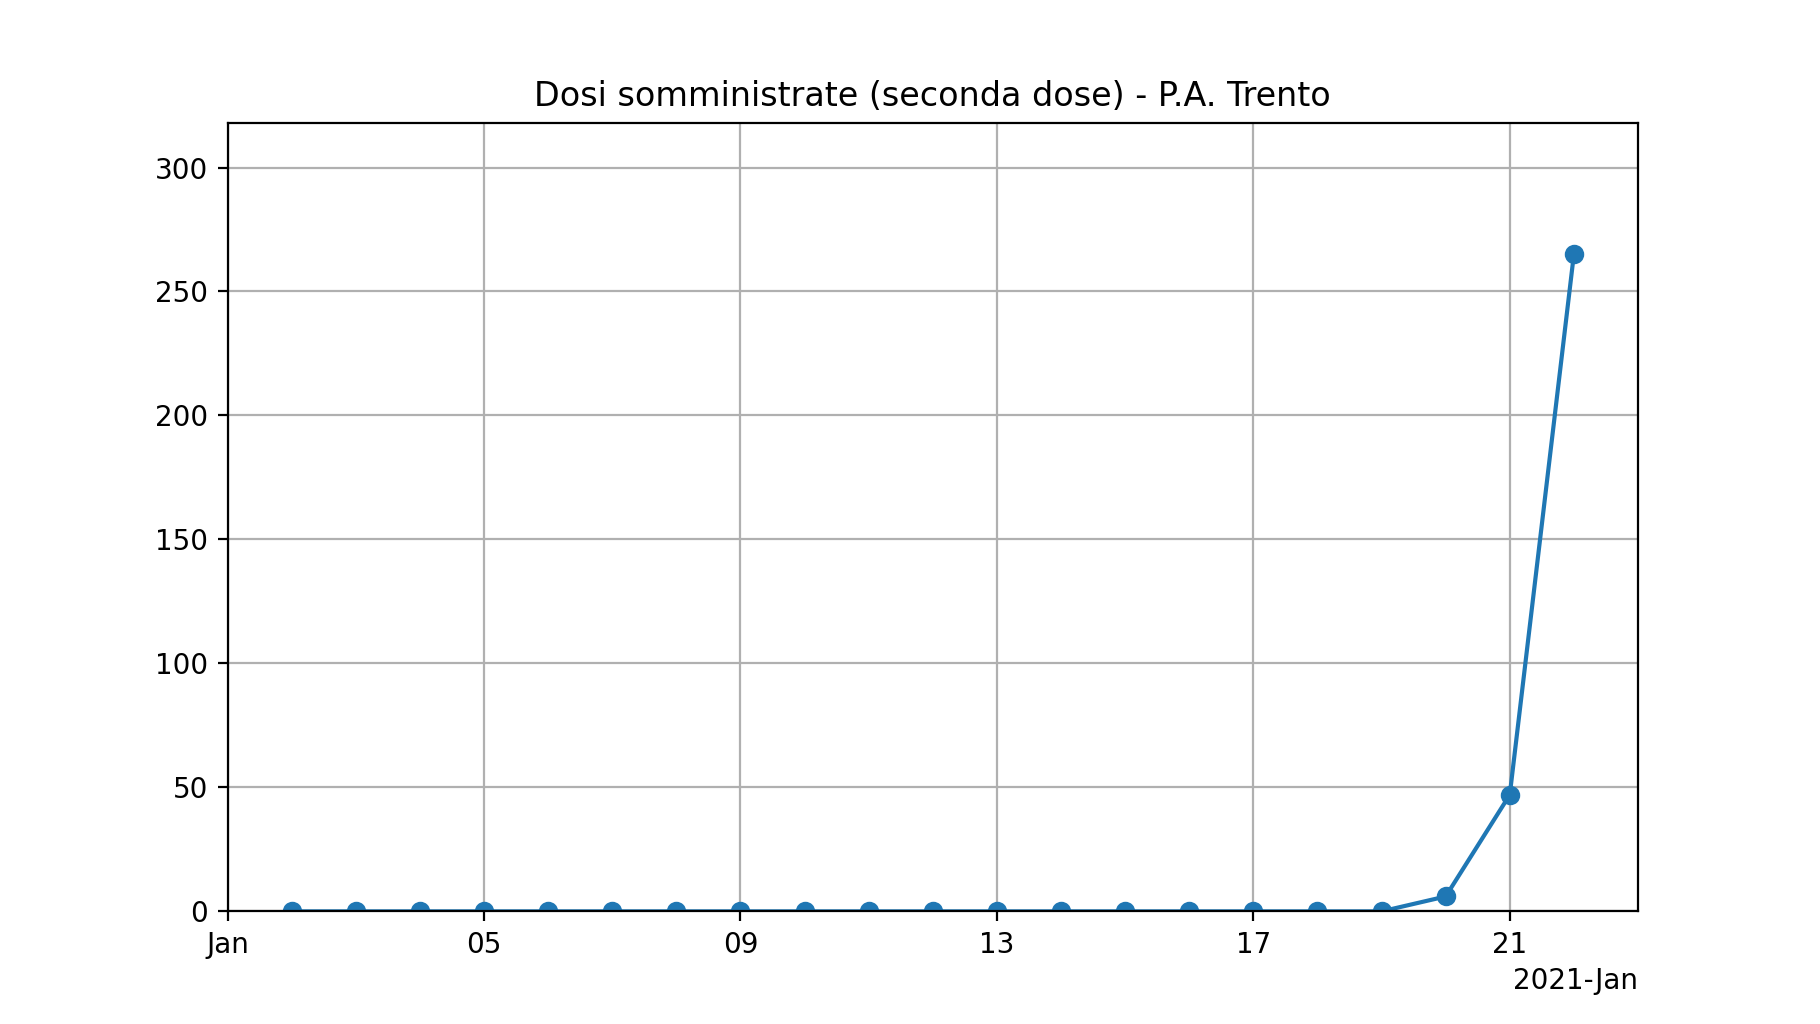 Dosi somministrate (seconda dose) - P.A. Trento
300
250
200
150
100
50
0
Jan 05 09 13 17 21
2021-Jan